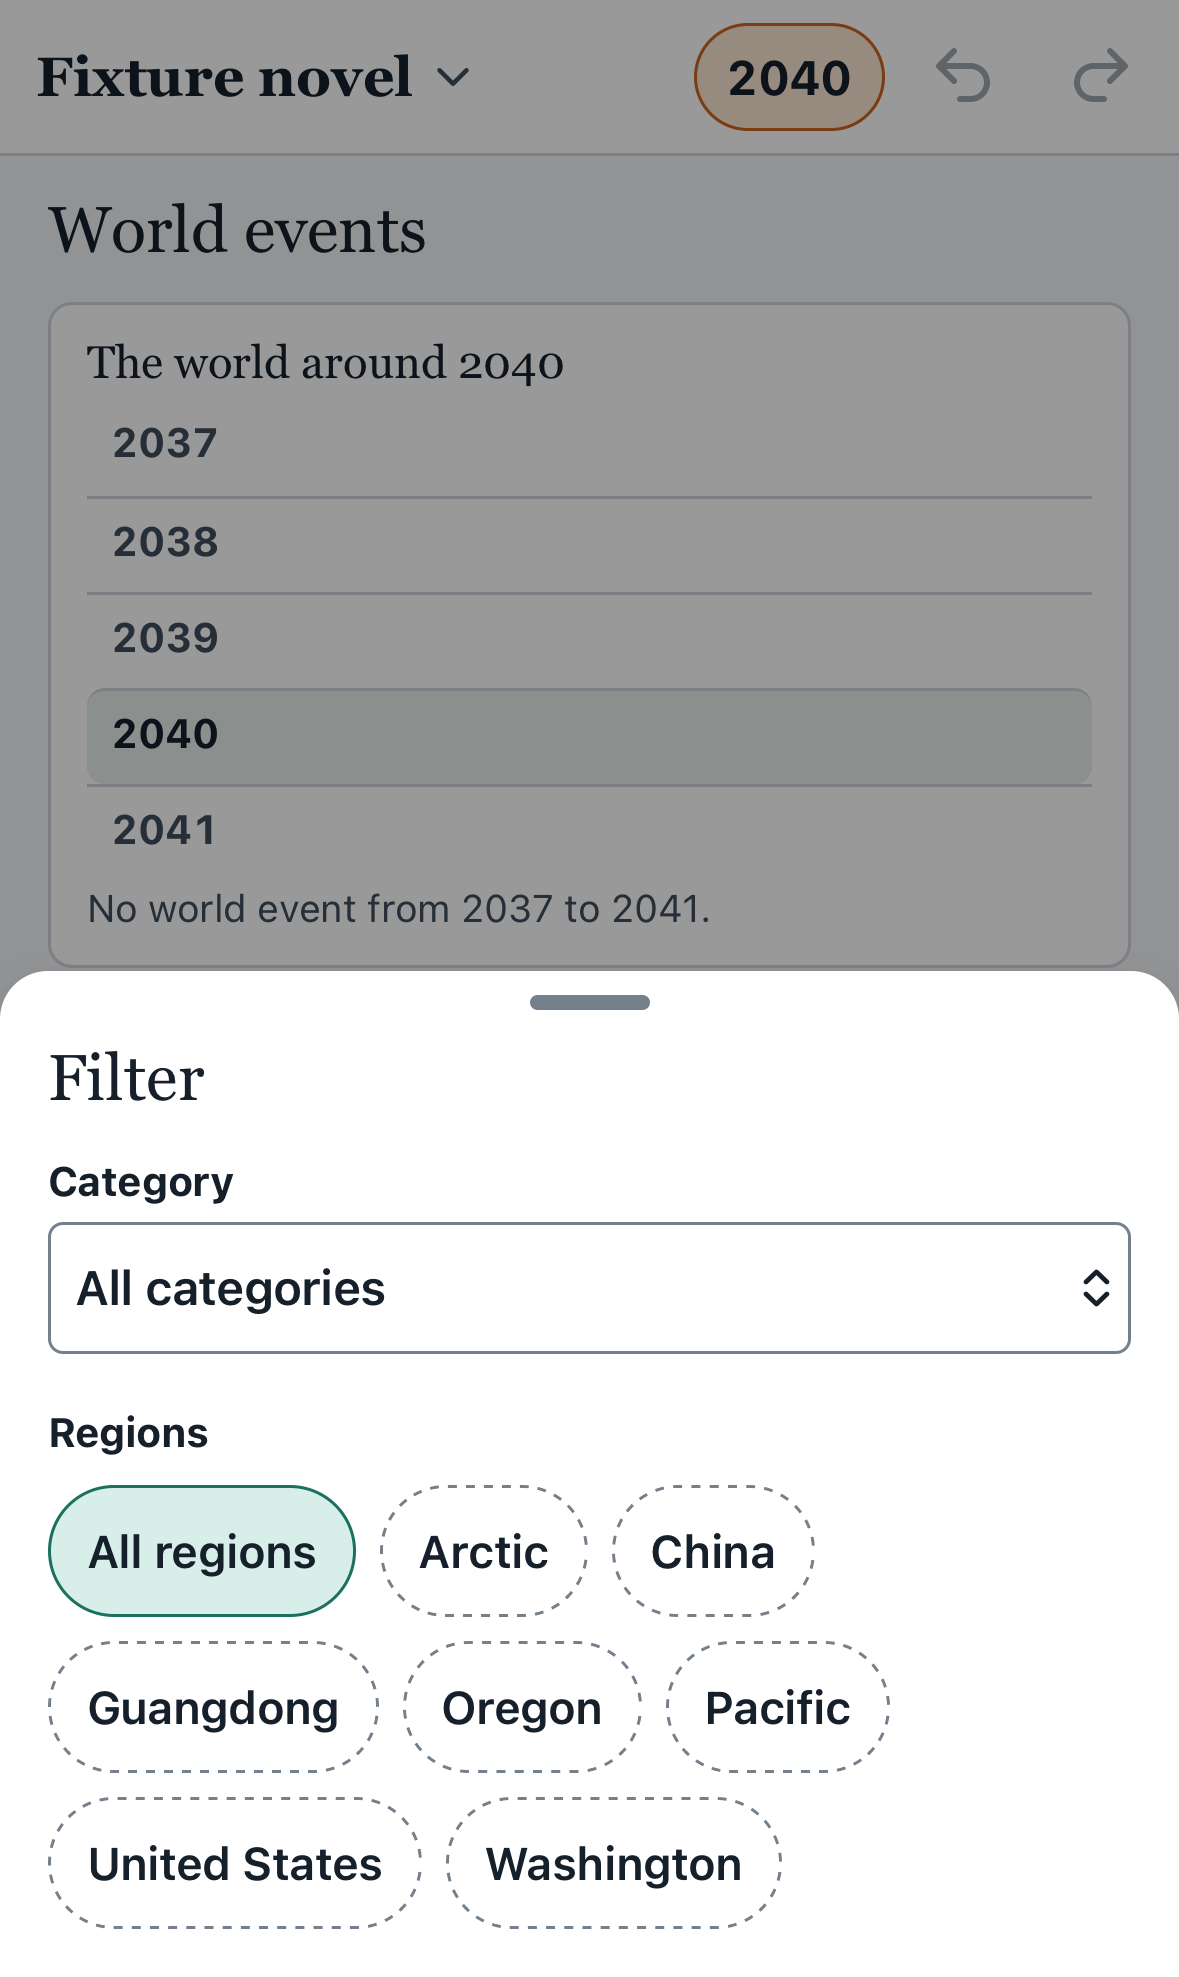 Fixture novel 2040
World events
The world around 2040
2037
2038
2039
2040
2041
No world event from 2037 to 2041.
Filter
Category
All categories
Regions
All regions Arctic China
Guangdong Oregon Pacific
United States Washington